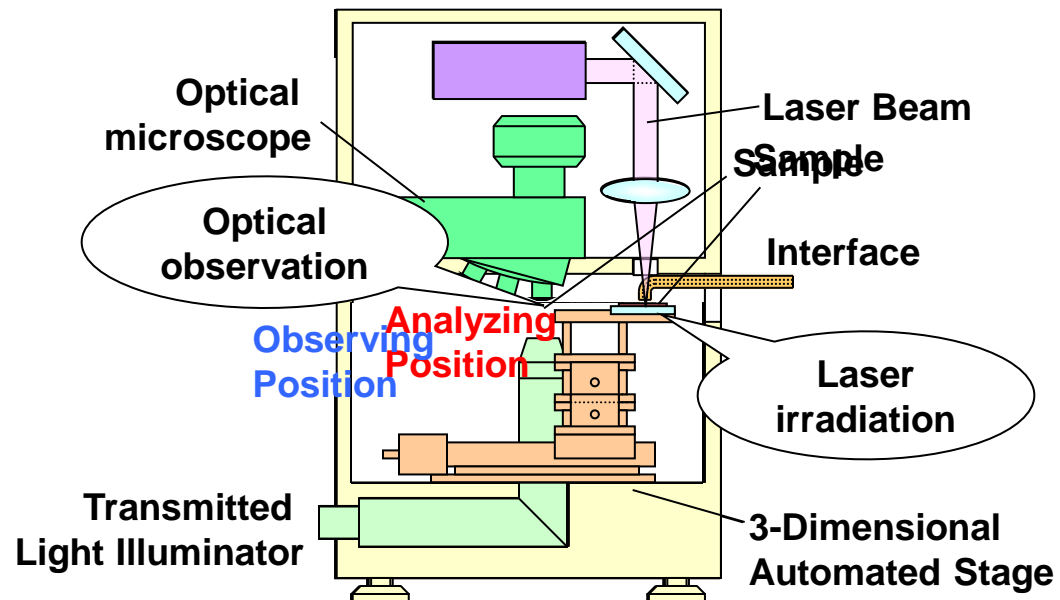 Optical
microscope
Laser Beam
Sample
Sample
Optical
observation
Interface
Analyzing
Position
Observing
Position
Laser
irradiation
Transmitted
Light Illuminator
3-Dimensional
Automated Stage